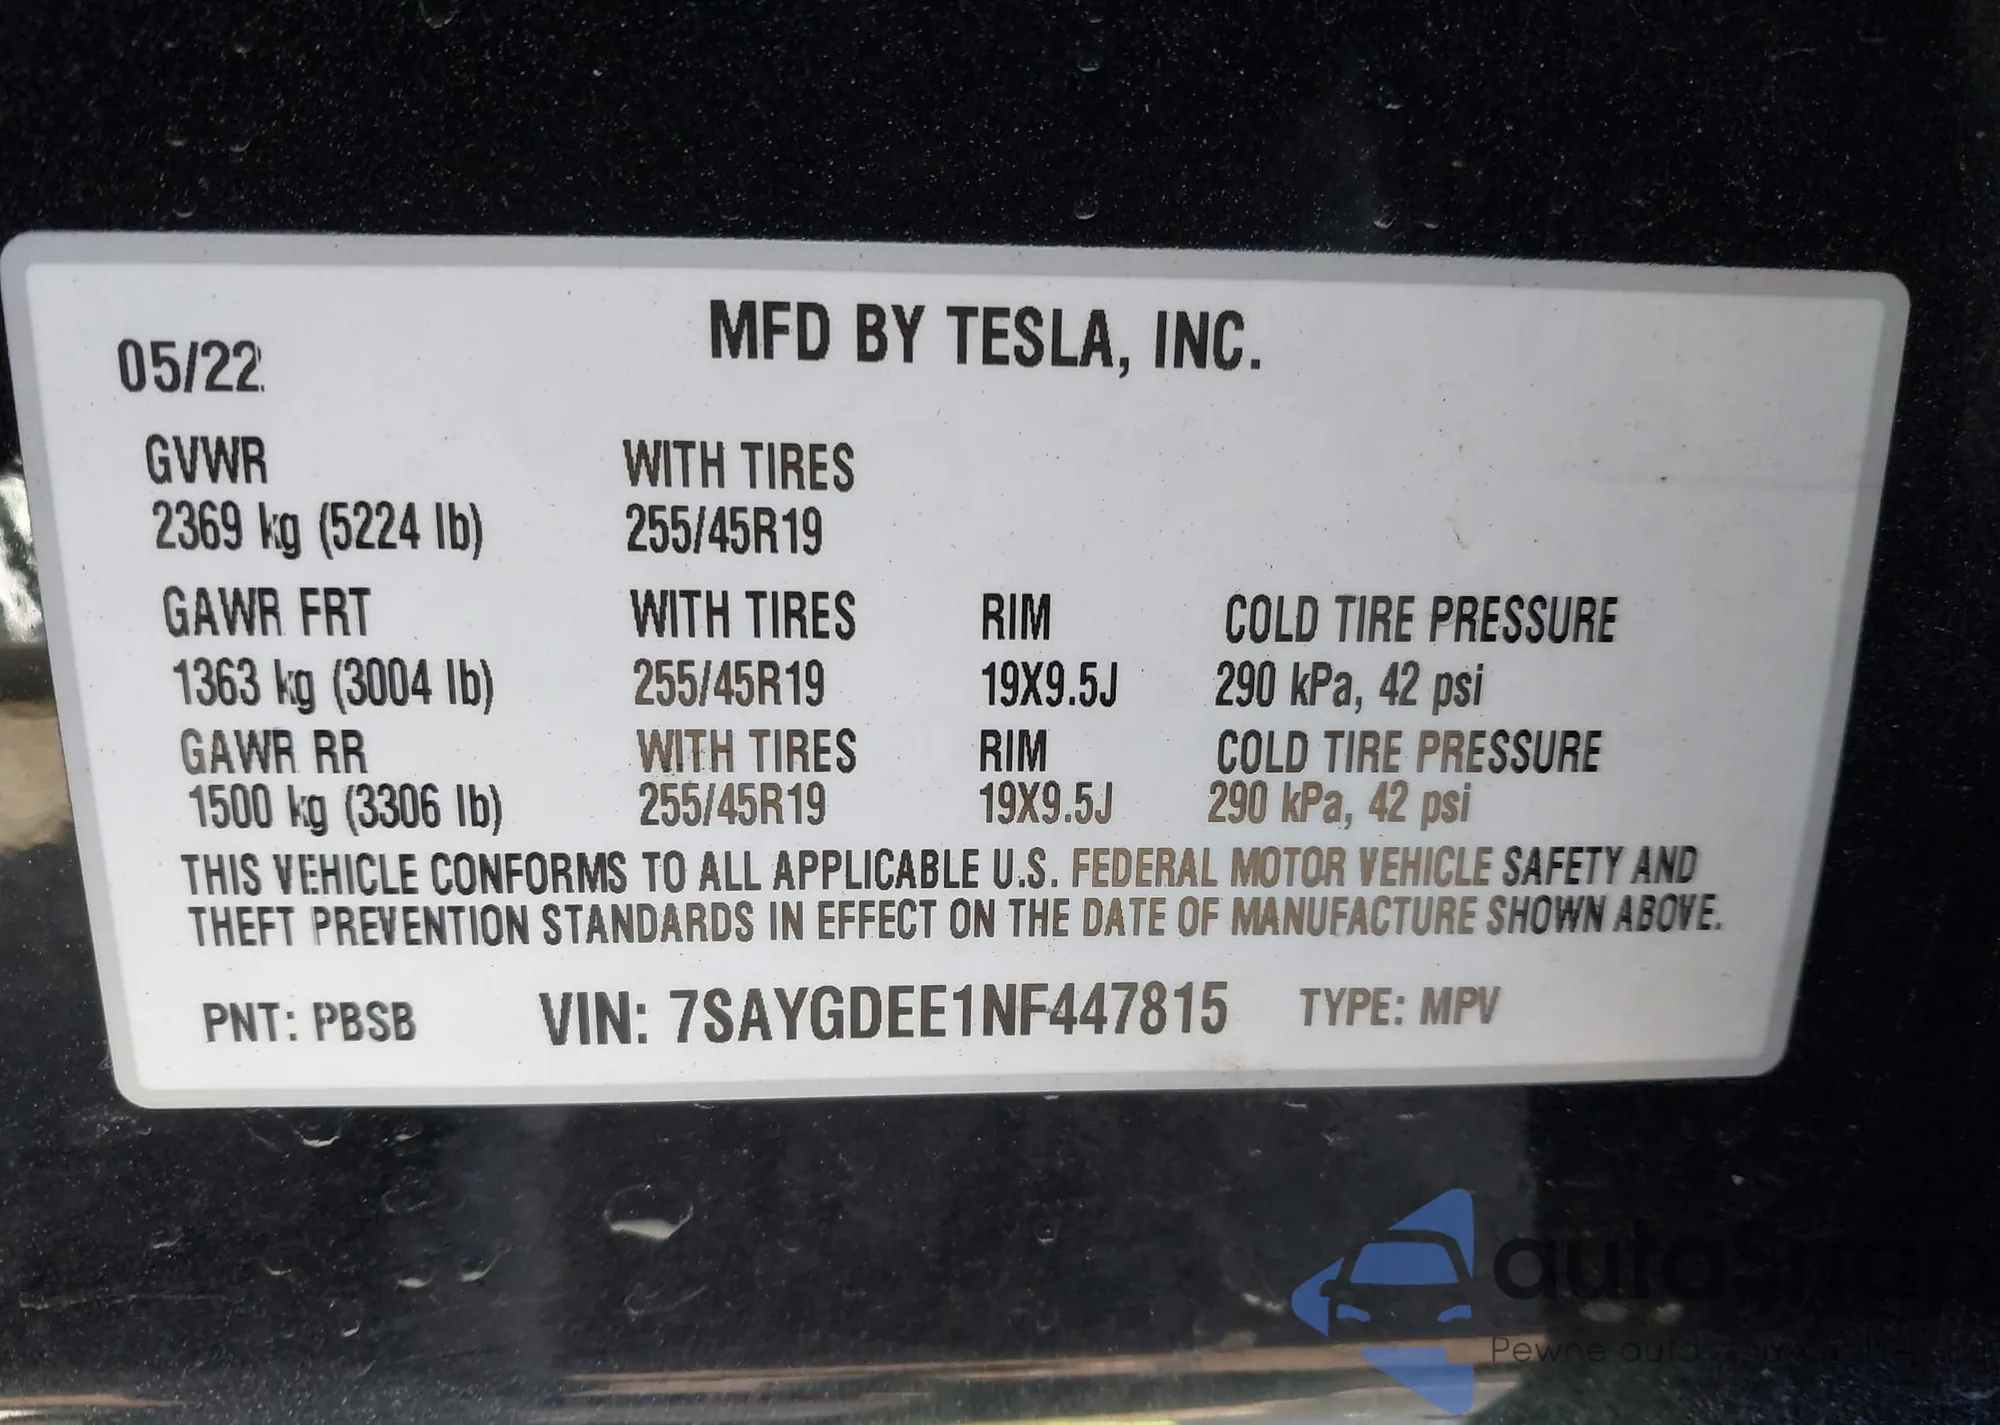 MFD BY TESLA, INC.
05/22
GVWR WITH TIRES
2369 kg (5224 lb) 255/45R19
GAWR FRT WITH TIRES RIM COLD TIRE PRESSURE
1363 kg (3004 lb) 255/45R19 19X9.5J 290 kPa, 42 psi
GAWR RR WITH TIRES RIM COLD TIRE PRESSURE
1500 kg (3306 lb) 255/45R19 19X9.5J 290 kPa, 42 psi
THIS VEHICLE CONFORMS TO ALL APPLICABLE U.S. FEDERAL MOTOR VEHICLE SAFETY AND
THEFT PREVENTION STANDARDS IN EFFECT ON THE DATE OF MANUFACTURE SHOWN ABOVE.
PNT: PBSB VIN: 7SAYGDEE1NF447815 TYPE: MPV
Pewne auta